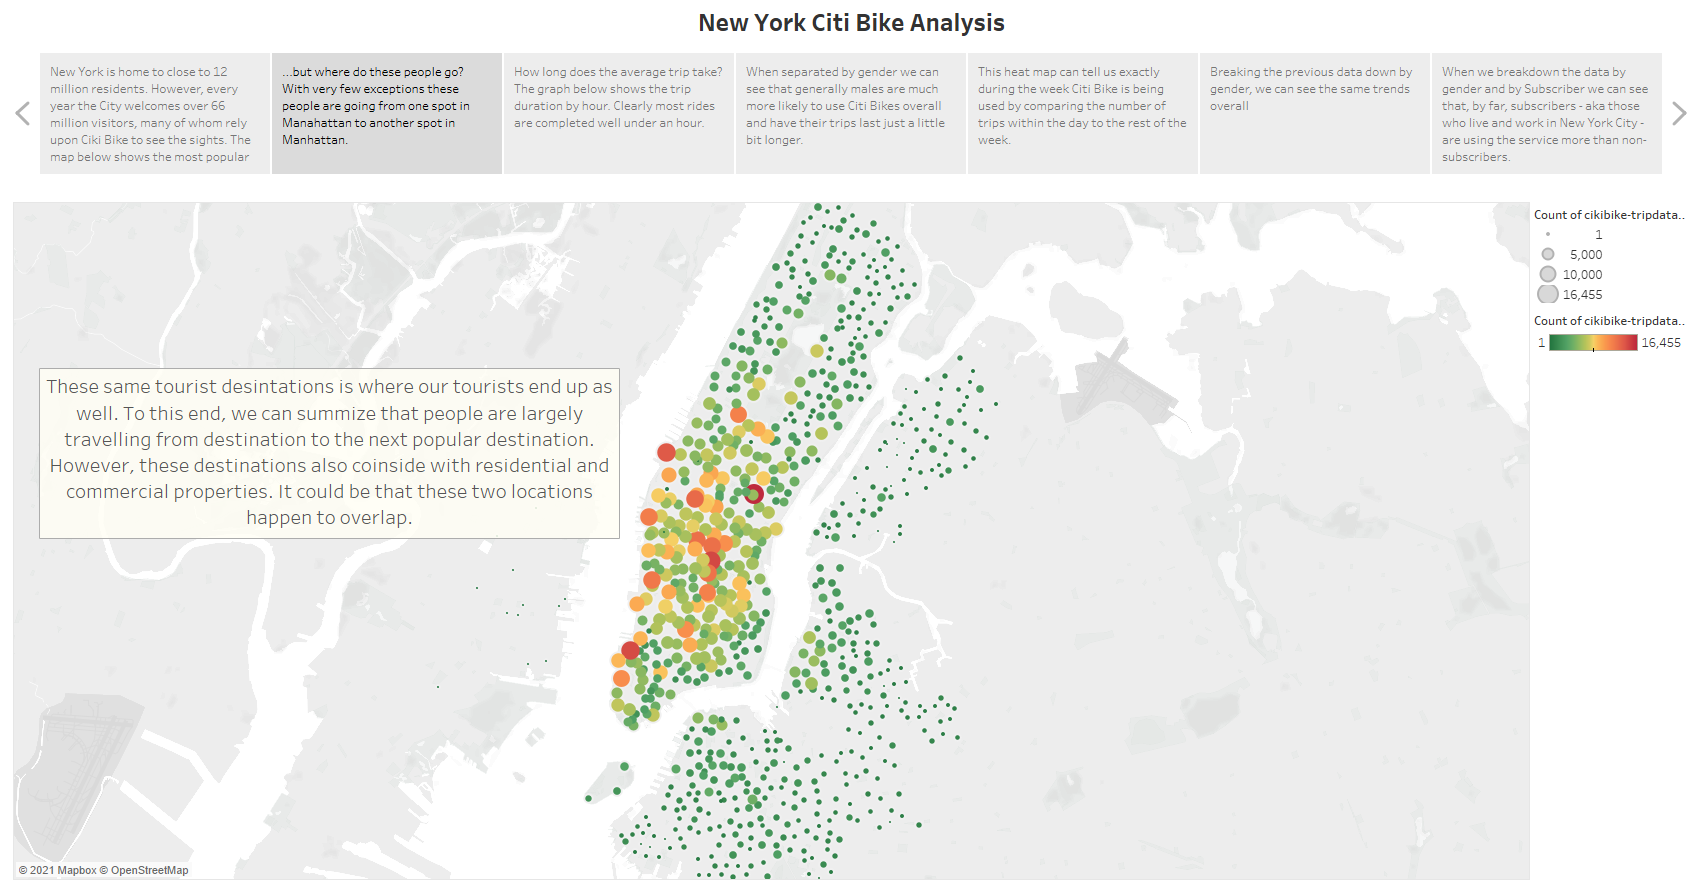 New York Citi Bike Analysis
New York is home to close to 12
million residents. However, every
year the City welcomes over 66
million visitors, many of whom rely
upon Ciki Bike to see the sights. The
map below shows the most popular
...but where do these people go?
With very few exceptions these
people are going from one spot in
Manahattan to another spot in
Manhattan.
How long does the average trip take?
The graph below shows the trip
duration by hour. Clearly most rides
are completed well under an hour.
When separated by gender we can
see that generally males are much
more likely to use Citi Bikes overall
and have their trips last just a little
bit longer.
This heat map can tell us exactly
during the week Citi Bike is being
used by comparing the number of
trips within the day to the rest of the
week.
Breaking the previous data down by
gender, we can see the same trends
overall
When we breakdown the data by
gender and by Subscriber we can see
that, by far, subscribers - aka those
who live and work in New York City -
are using the service more than non-
subscribers.
These same tourist desintations is where our tourists end up as
well. To this end, we can summize that people are largely
travelling from destination to the next popular destination.
However, these destinations also coinside with residential and
commercial properties. It could be that these two locations
happen to overlap.
Count of cikibike-tripdata..
1
5,000
10,000
16,455
Count of cikibike-tripdata..
1 16,455
© 2021 Mapbox © OpenStreetMap